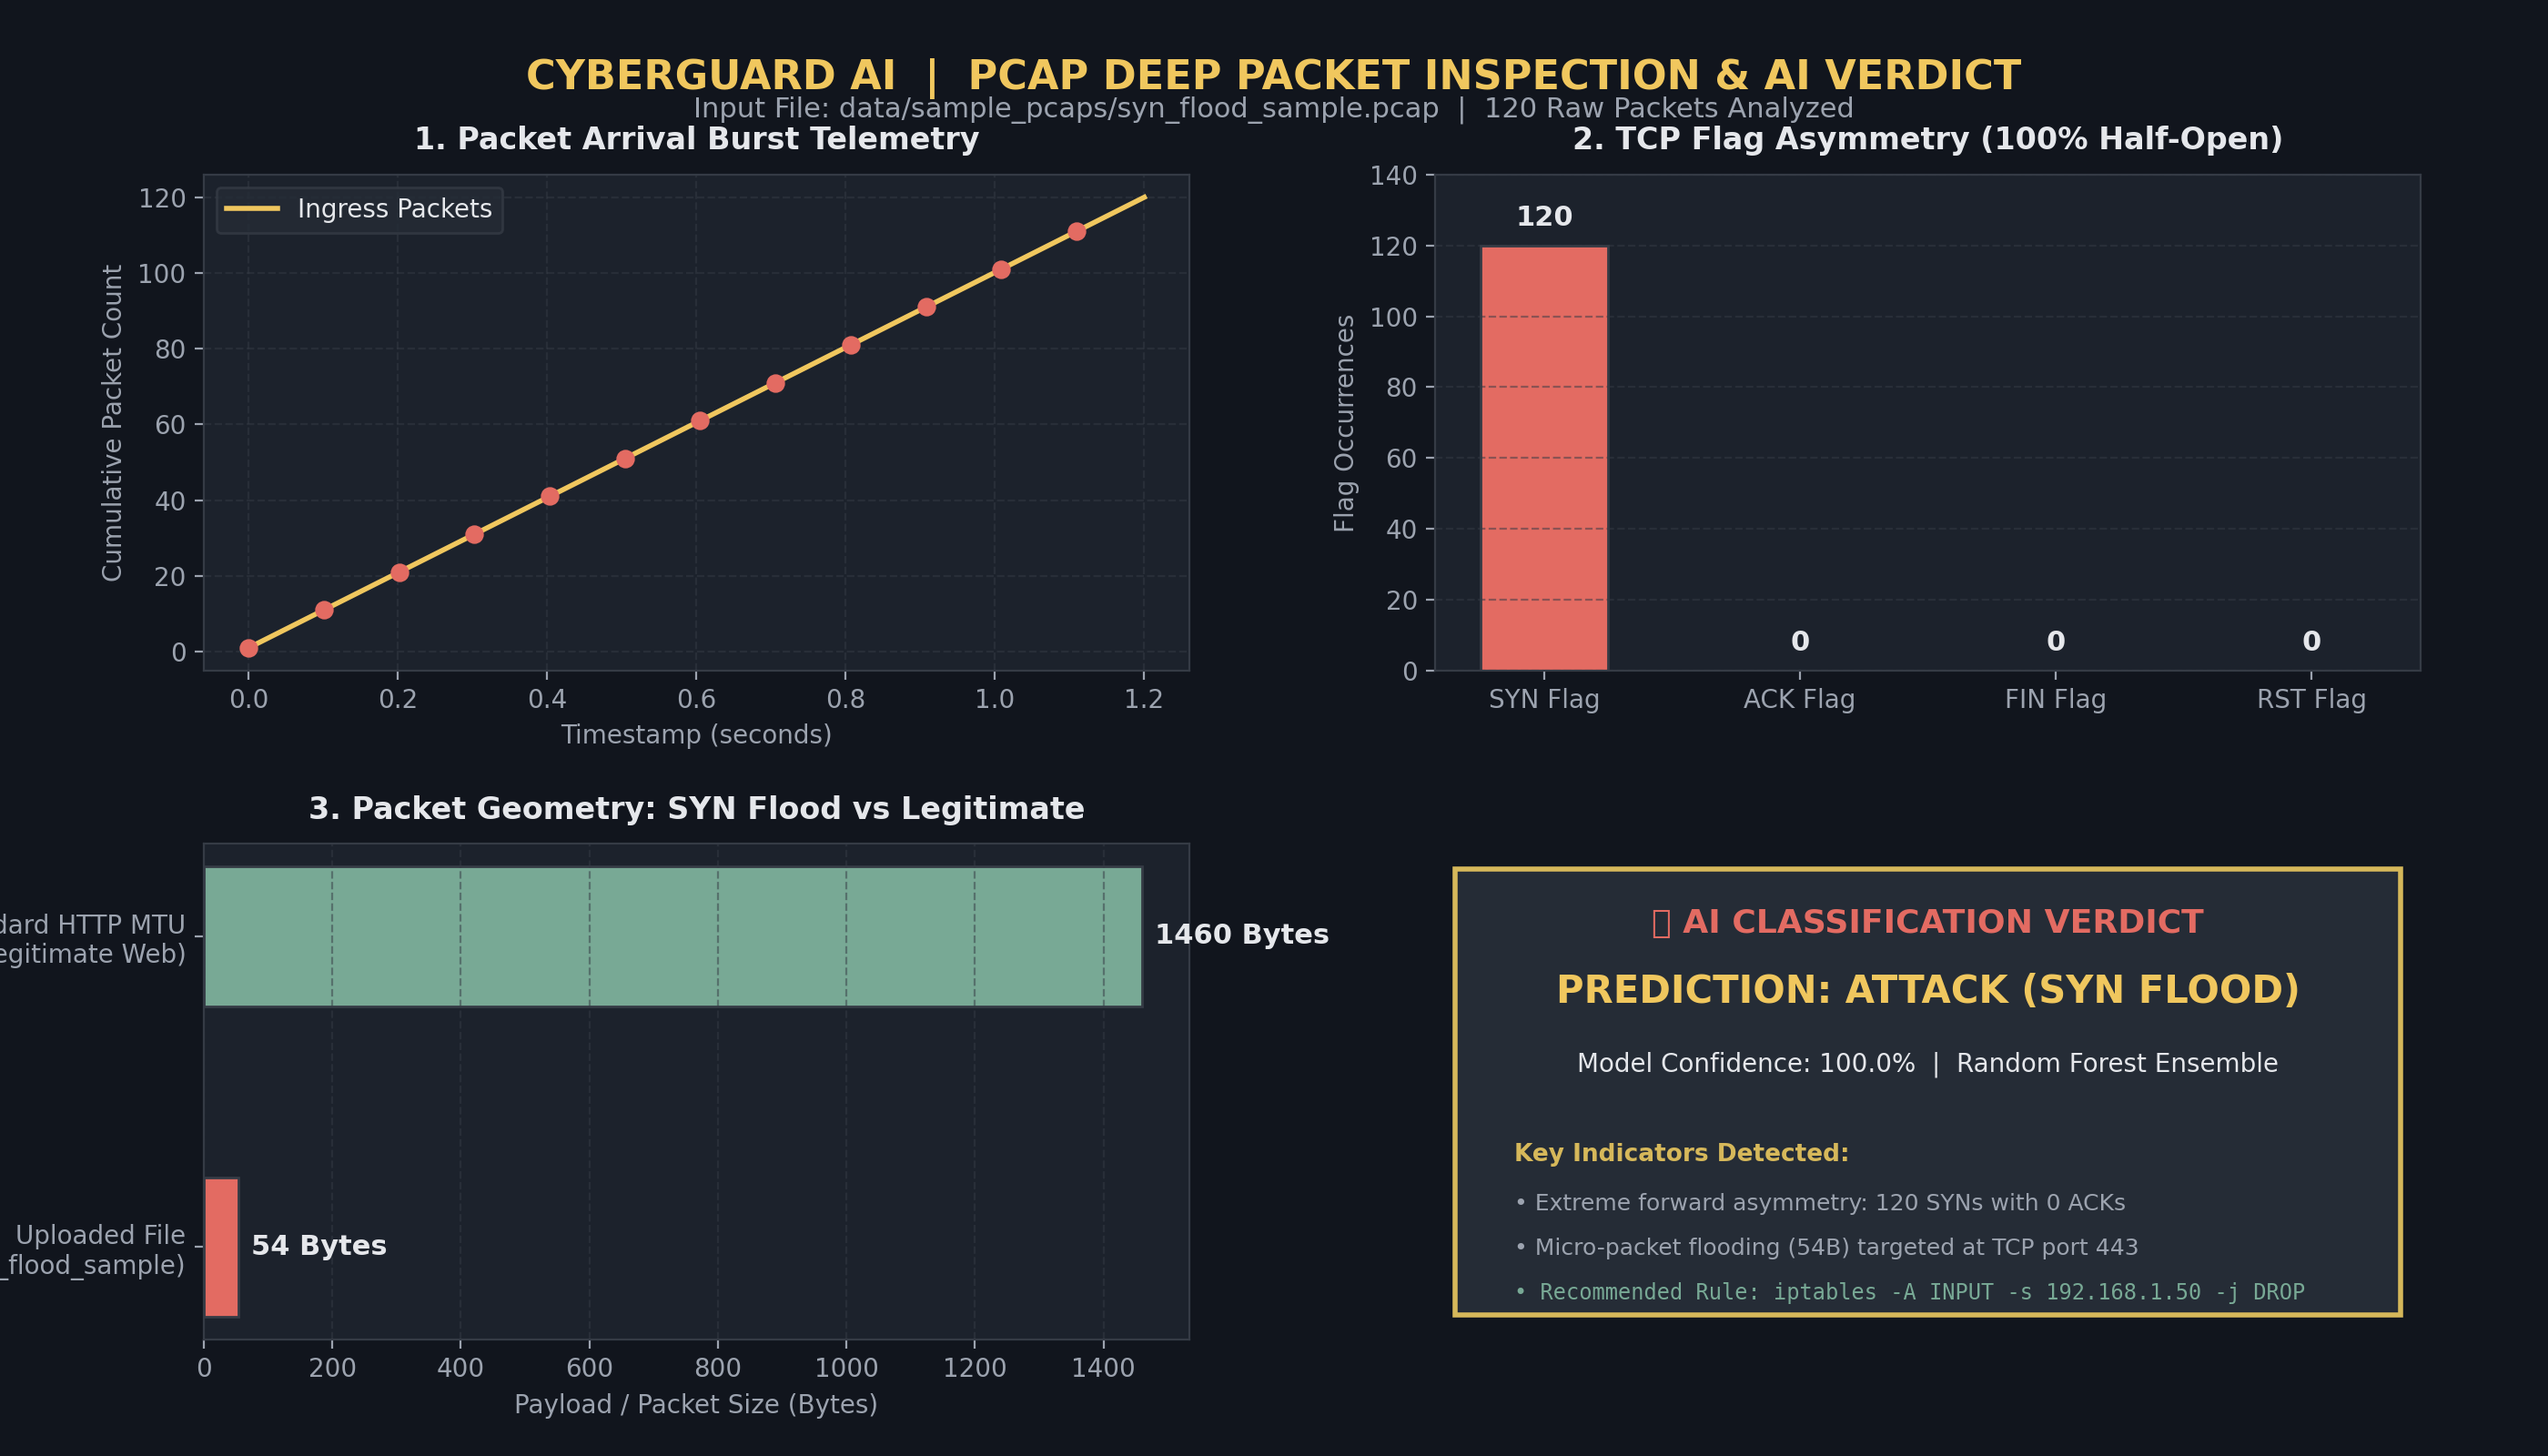 CYBERGUARD AI | PCAP DEEP PACKET INSPECTION & AI VERDICT
Input File: data/sample_pcaps/syn_flood_sample.pcap | 120 Raw Packets Analyzed
1. Packet Arrival Burst Telemetry
Ingress Packets
Cumulative Packet Count
120
100
80
60
40
20
0
0.0 0.2 0.4 0.6 0.8 1.0 1.2
Timestamp (seconds)
2. TCP Flag Asymmetry (100% Half-Open)
Flag Occurrences
140
120
100
80
60
40
20
0
120
0
0
0
SYN Flag ACK Flag FIN Flag RST Flag
3. Packet Geometry: SYN Flood vs Legitimate
dard HTTP MTU
egitimate Web)
1460 Bytes
Uploaded File
_flood_sample)
54 Bytes
0 200 400 600 800 1000 1200 1400
Payload / Packet Size (Bytes)
AI CLASSIFICATION VERDICT
PREDICTION: ATTACK (SYN FLOOD)
Model Confidence: 100.0% | Random Forest Ensemble
Key Indicators Detected:
• Extreme forward asymmetry: 120 SYNs with 0 ACKs
• Micro-packet flooding (54B) targeted at TCP port 443
• Recommended Rule: iptables -A INPUT -s 192.168.1.50 -j DROP